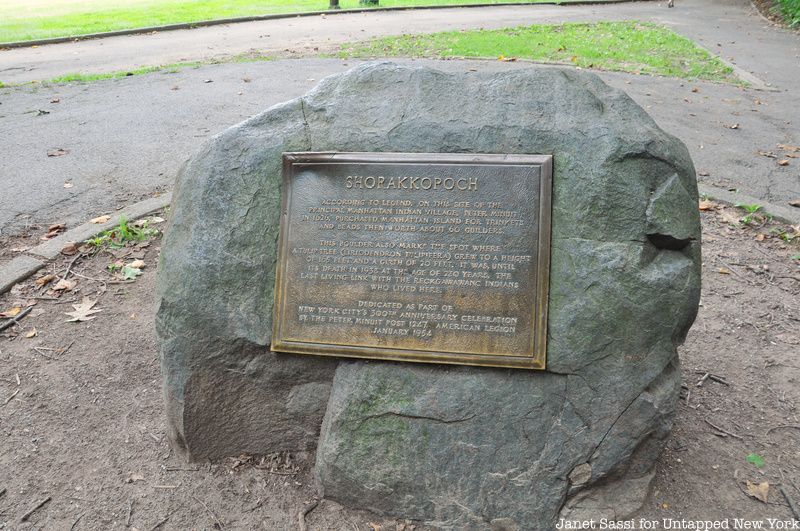 SHORAKKOPOCH
ACCORDING TO LEGEND, ON THIS SITE OF THE
PRINCIPAL MANHATTAN INDIAN VILLAGE, PETER MINUIT
IN 1626, PURCHASED MANHATTAN ISLAND FOR TRINKETS
AND BEADS THEN WORTH ABOUT 60 GUILDERS.
THIS BOULDER ALSO MARKS THE SPOT WHERE
A TULIP TREE (LIRIODENDRON TULIPIFERA) GREW TO A HEIGHT
OF 165 FEET AND A GIRTH OF 20 FEET. IT WAS, UNTIL
ITS DEATH IN 1932 AT THE AGE OF 220 YEARS, THE
LAST LIVING LINK WITH THE RECKGAWAWANC INDIANS
WHO LIVED HERE.
DEDICATED AS PART OF
NEW YORK CITY'S 300TH ANNIVERSARY CELEBRATION
BY THE PETER MINUIT POST 1247, AMERICAN LEGION
JANUARY 1954
Janet Sassi for Untapped New York